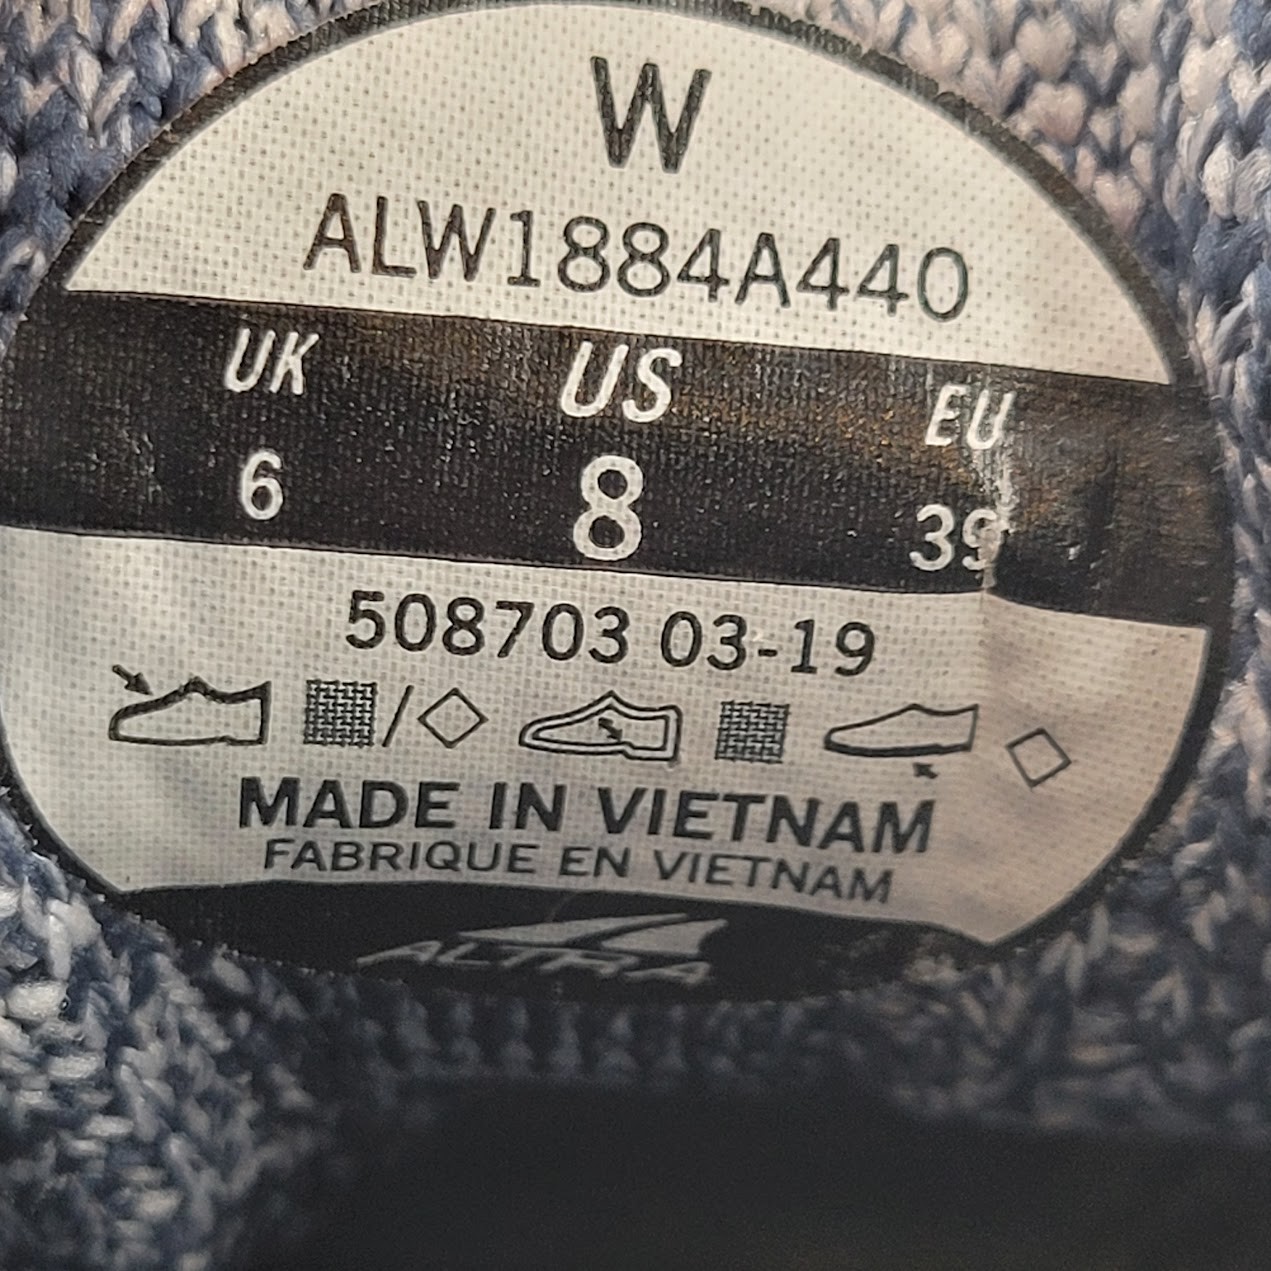 W
ALW1884A440
UK US EU
6 8 39
508703 03-19
/
MADE IN VIETNAM
FABRIQUE EN VIETNAM
ALTRA